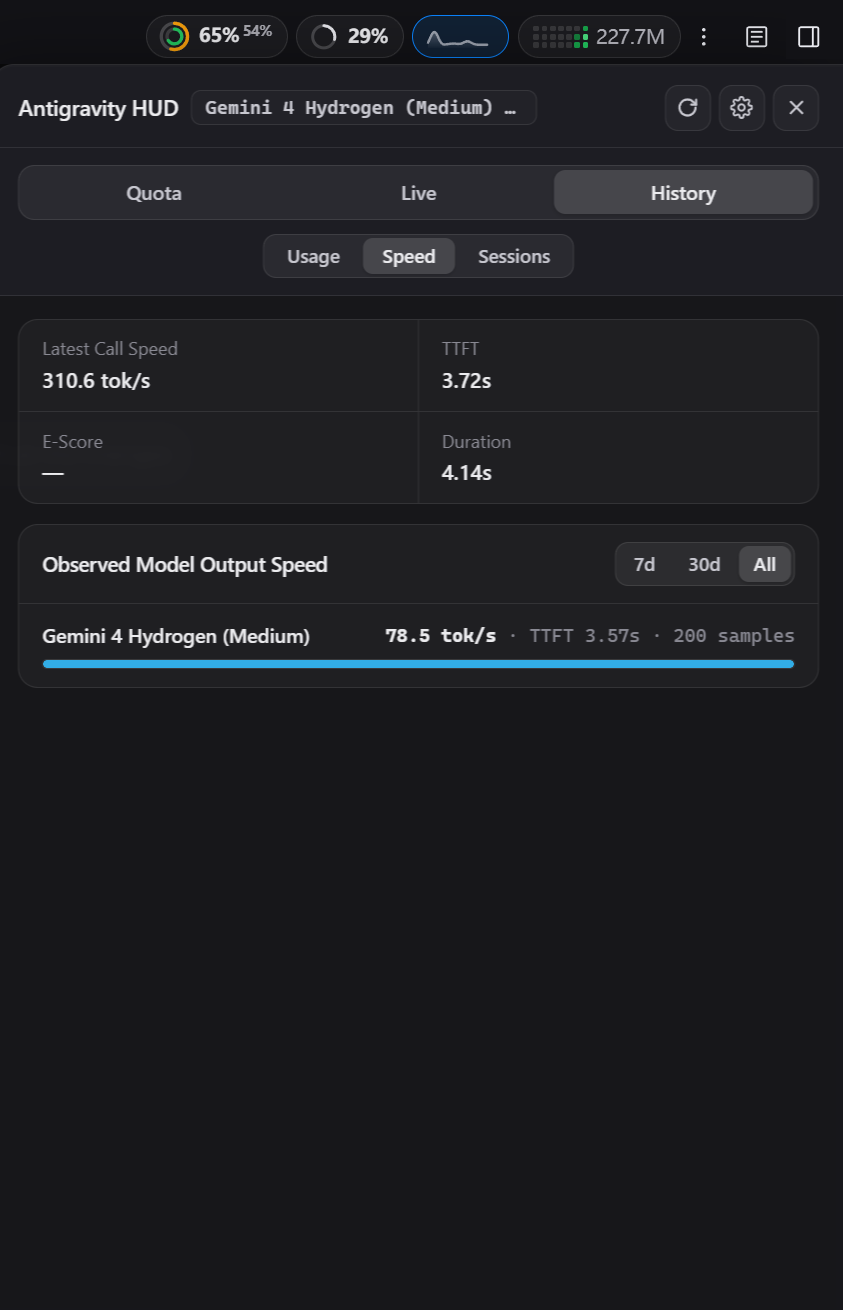 65% 54% 29% 227.7M
Antigravity HUD Gemini 4 Hydrogen (Medium) …
Quota Live History
Usage Speed Sessions
Latest Call Speed TTFT
310.6 tok/s 3.72s
E-Score Duration
— 4.14s
Observed Model Output Speed 7d 30d All
Gemini 4 Hydrogen (Medium) 78.5 tok/s · TTFT 3.57s · 200 samples